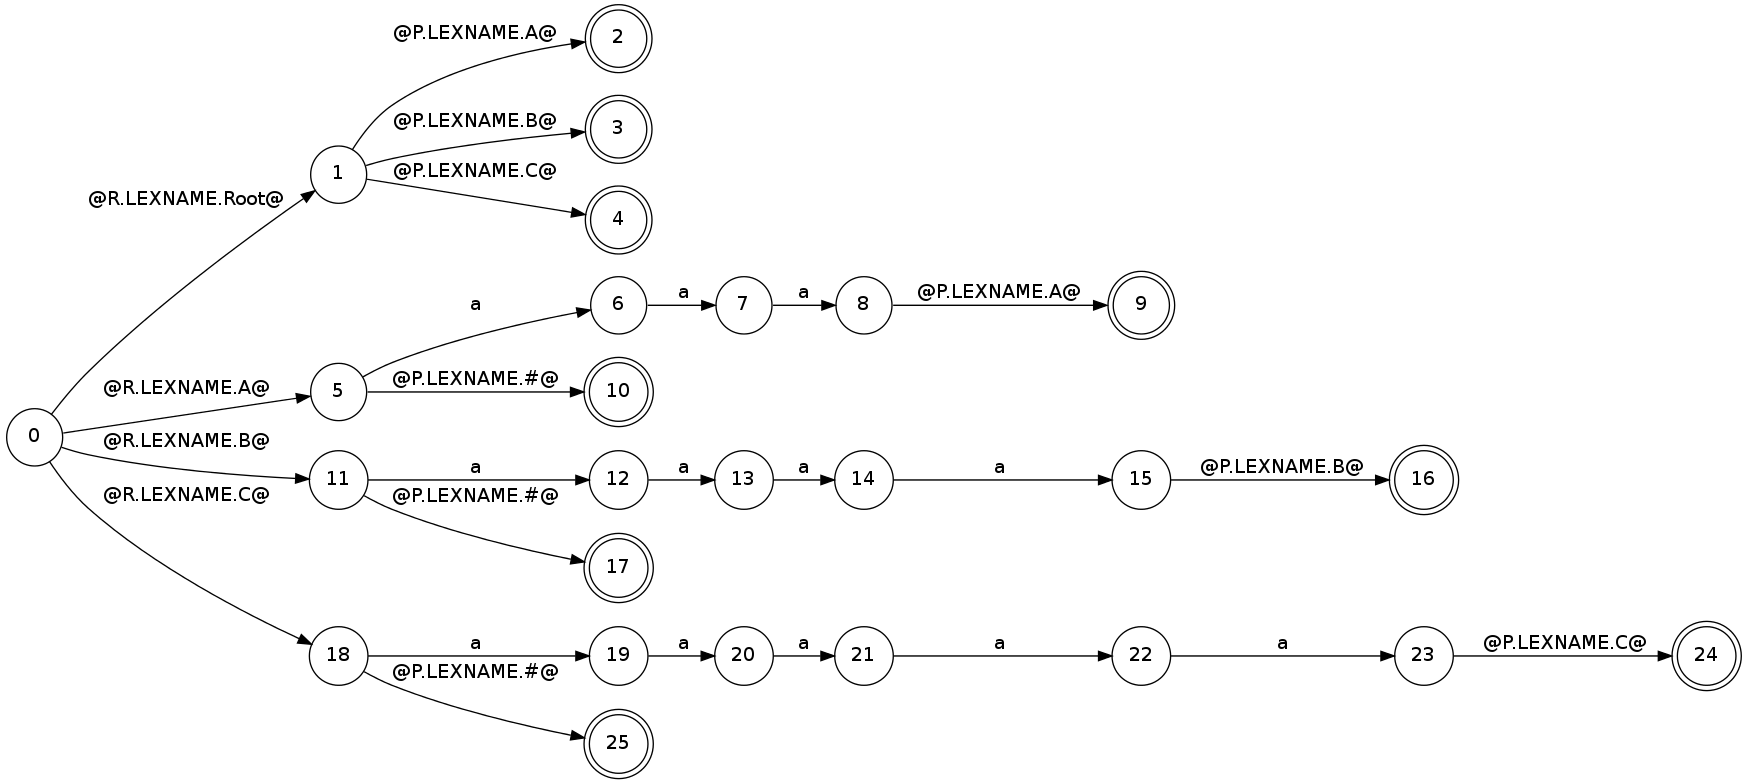 @P.LEXNAME.A@ 2
@P.LEXNAME.B@ 3
1 @P.LEXNAME.C@
@R.LEXNAME.Root@ 4
a 6 a 7 a 8 @P.LEXNAME.A@ 9
@R.LEXNAME.A@ 5 @P.LEXNAME.#@ 10
0 @R.LEXNAME.B@
11 a 12 a 13 a 14 a 15 @P.LEXNAME.B@ 16
@R.LEXNAME.C@ @P.LEXNAME.#@
17
18 a 19 a 20 a 21 a 22 a 23 @P.LEXNAME.C@ 24
@P.LEXNAME.#@
25